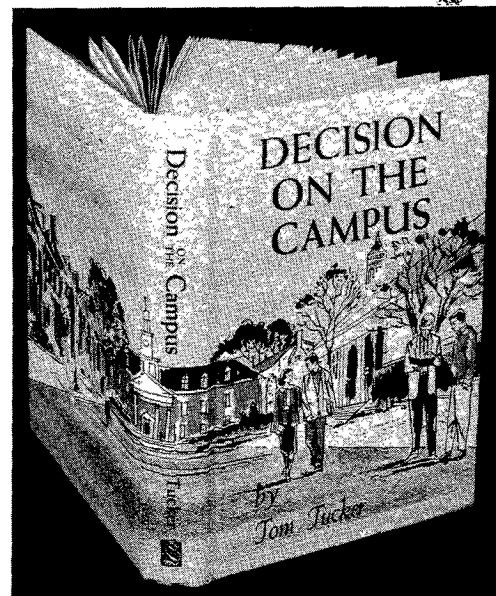 Decision ON THE Campus
Tucker
DECISION
ON THE
CAMPUS
by
Tom Tucker